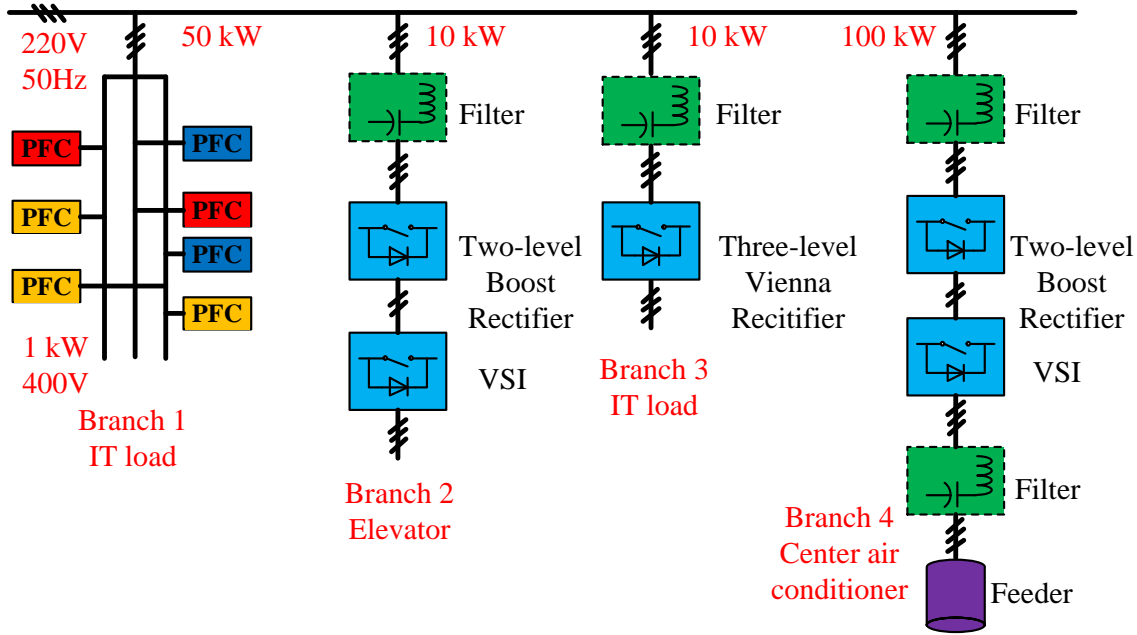 220V
50Hz
50 kW
PFC
PFC
PFC
PFC
PFC
PFC
PFC
1 kW
400V
Branch 1
IT load
10 kW
Filter
Two-level
Boost
Rectifier
VSI
Branch 2
Elevator
10 kW
Filter
Three-level
Vienna
Recitifier
Branch 3
IT load
100 kW
Filter
Two-level
Boost
Rectifier
VSI
Filter
Branch 4
Center air
conditioner
Feeder